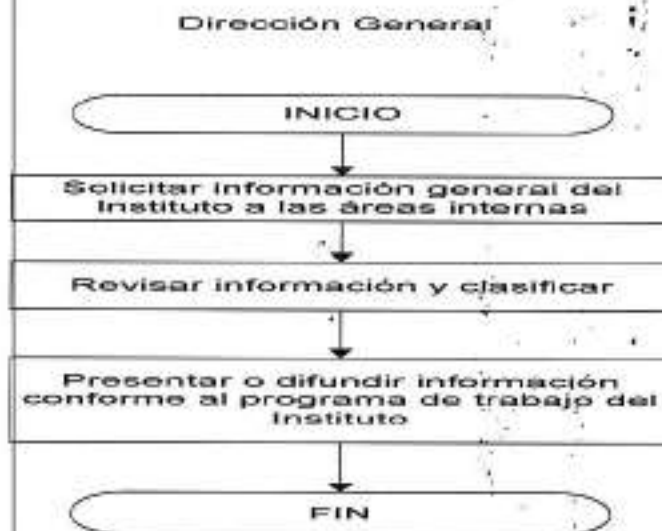 Dirección General
INICIO
Solicitar información general del
Instituto a las áreas internas
Revisar información y clasificar
Presentar o difundir información
conforme al programa de trabajo del
Instituto
FIN